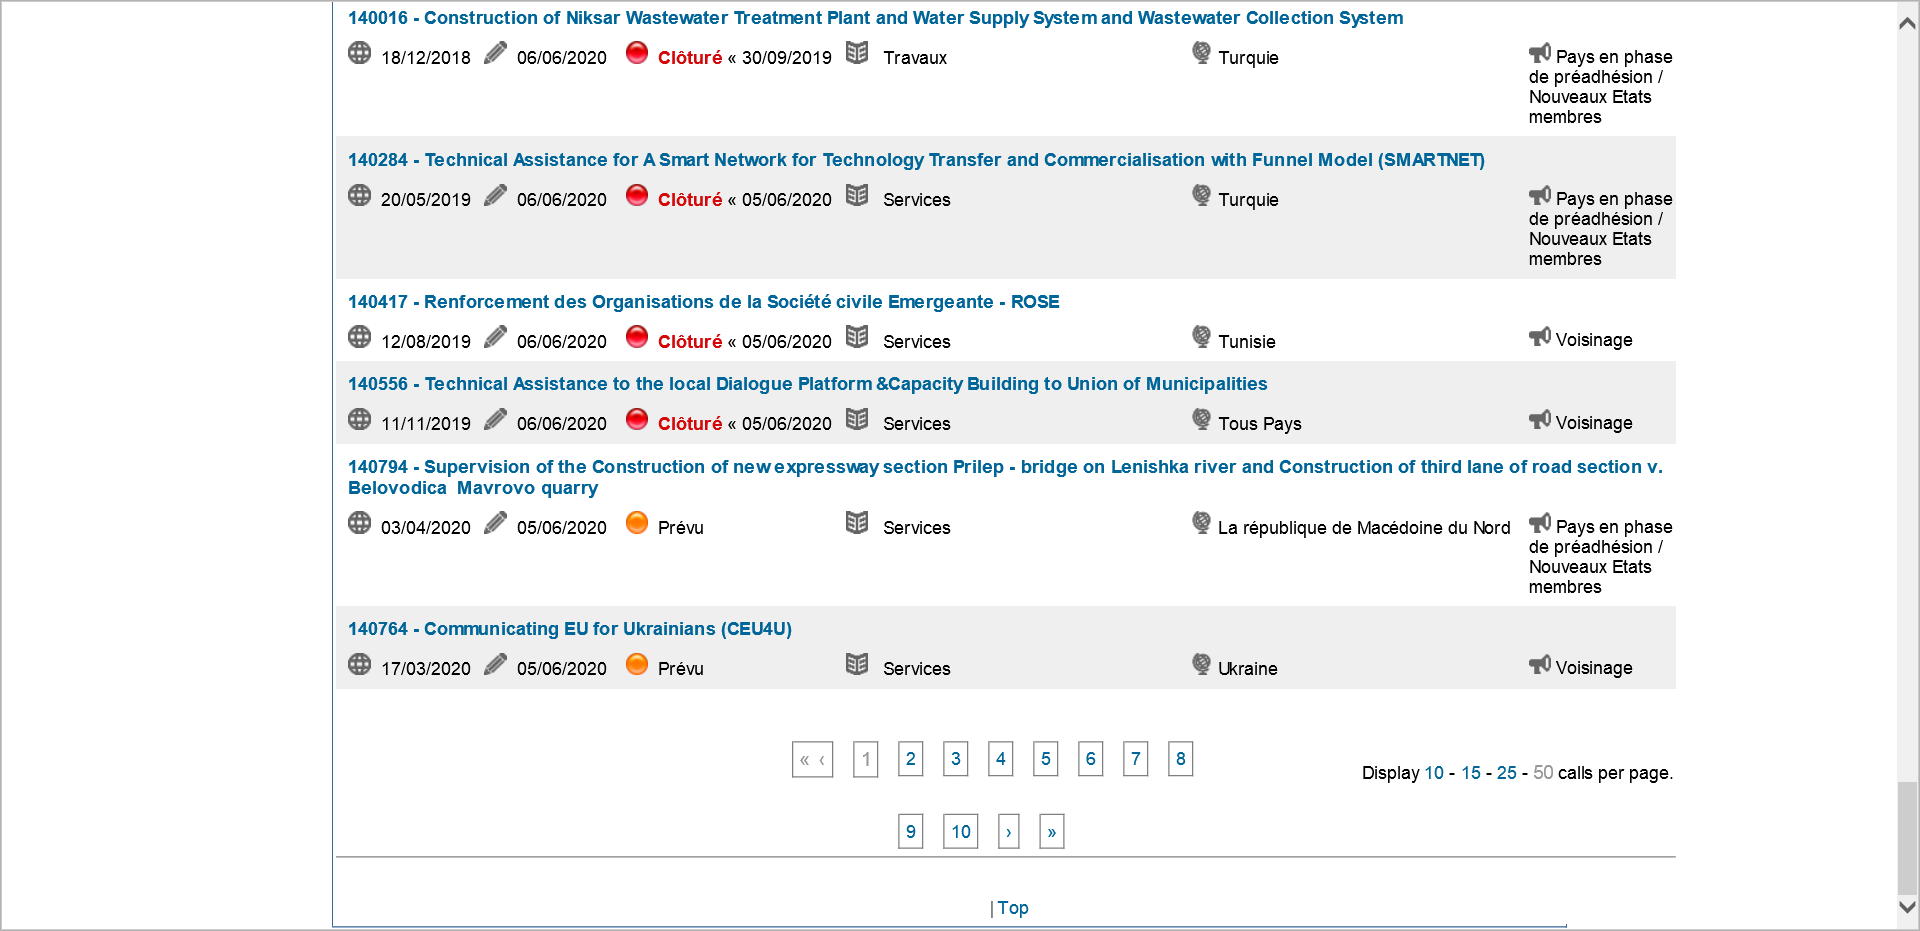 140016 - Construction of Niksar Wastewater Treatment Plant and Water Supply System and Wastewater Collection System
18/12/2018 06/06/2020 Clôturé « 30/09/2019 Travaux Turquie Pays en phase
de préadhésion /
Nouveaux Etats
membres
140284 - Technical Assistance for A Smart Network for Technology Transfer and Commercialisation with Funnel Model (SMARTNET)
20/05/2019 06/06/2020 Clôturé « 05/06/2020 Services Turquie Pays en phase
de préadhésion /
Nouveaux Etats
membres
140417 - Renforcement des Organisations de la Société civile Emergeante - ROSE
12/08/2019 06/06/2020 Clôturé « 05/06/2020 Services Tunisie Voisinage
140556 - Technical Assistance to the local Dialogue Platform &Capacity Building to Union of Municipalities
11/11/2019 06/06/2020 Clôturé « 05/06/2020 Services Tous Pays Voisinage
140794 - Supervision of the Construction of new expressway section Prilep - bridge on Lenishka river and Construction of third lane of road section v.
Belovodica Mavrovo quarry
03/04/2020 05/06/2020 Prévu Services La république de Macédoine du Nord Pays en phase
de préadhésion /
Nouveaux Etats
membres
140764 - Communicating EU for Ukrainians (CEU4U)
17/03/2020 05/06/2020 Prévu Services Ukraine Voisinage
« ‹ 1 2 3 4 5 6 7 8
Display 10 - 15 - 25 - 50 calls per page.
9 10 › »
| Top